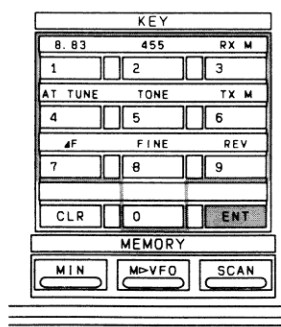 KEY
8.83 455 RX M
1 2 3
AT TUNE TONE TX M
4 5 6
⊿F FINE REV
7 8 9
CLR 0 ENT
MEMORY
M IN M▷VFO SCAN